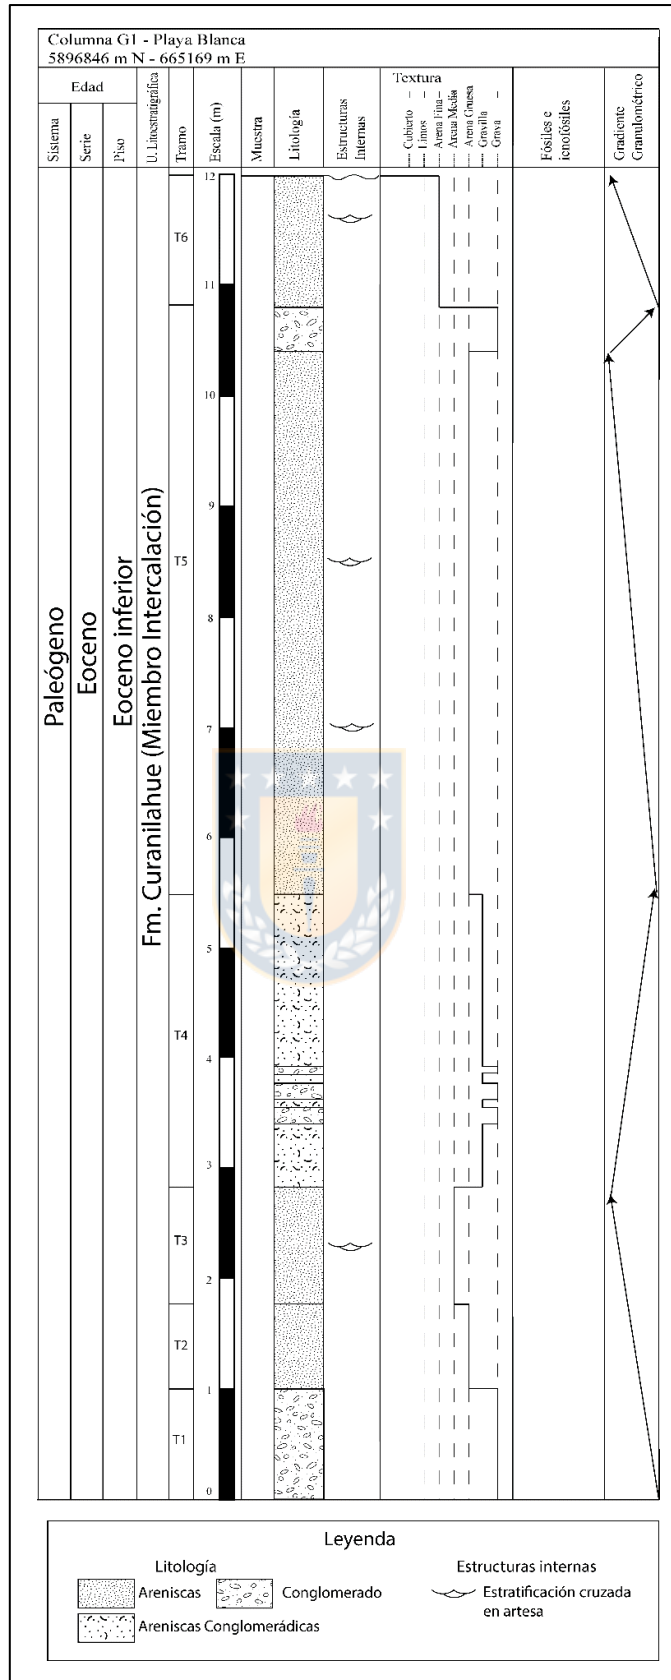 Columna G1 - Playa Blanca
5896846 m N - 665169 m E
Edad
Sistema
Serie
Piso
U. Litoestratigráfica
Tramo
Escala (m)
Muestra
Litología
Estructuras
Internas
Textura
Cubierto
Limos
Arena Fina
Arena Media
Arena Gruesa
Gravilla
Grava
Fósiles e
icnofósiles
Gradiente
Granulométrico
Paleógeno
Eoceno
Eoceno inferior
Fm. Curanilahue (Miembro Intercalación)
12
T6
11
10
9
T5
8
7
6
5
T4
4
3
T3
2
T2
1
T1
0
Leyenda
Litología
Areniscas
Conglomerado
Areniscas Conglomerádicas
Estructuras internas
Estratificación cruzada
en artesa